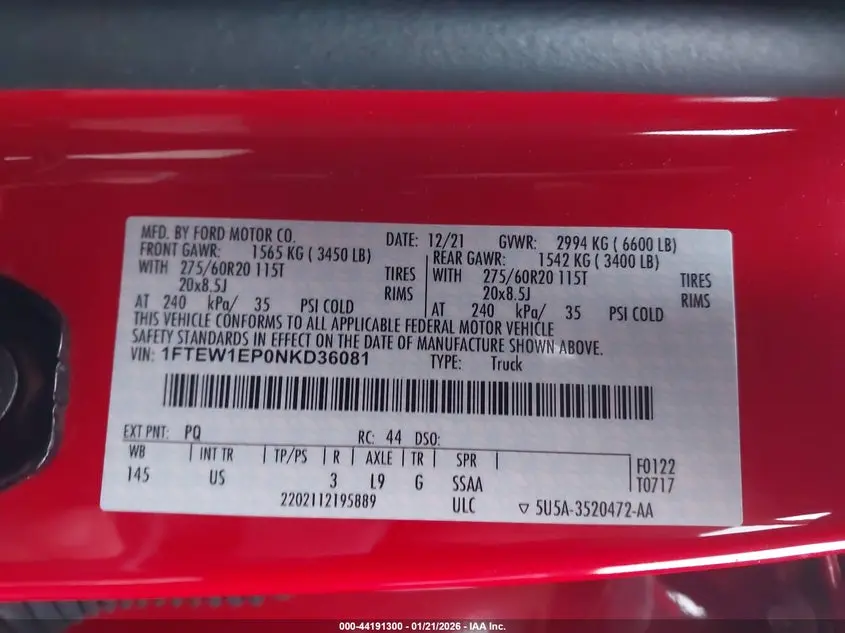 MFD. BY FORD MOTOR CO. DATE: 12/21 GVWR: 2994 KG ( 6600 LB)
FRONT GAWR: 1565 KG ( 3450 LB) REAR GAWR: 1542 KG ( 3400 LB)
WITH 275/60R20 115T TIRES WITH 275/60R20 115T TIRES
20x8.5J RIMS 20x8.5J RIMS
AT 240 kPa/ 35 PSI COLD AT 240 kPa/ 35 PSI COLD
THIS VEHICLE CONFORMS TO ALL APPLICABLE FEDERAL MOTOR VEHICLE
SAFETY STANDARDS IN EFFECT ON THE DATE OF MANUFACTURE SHOWN ABOVE.
VIN: 1FTEW1EP0NKD36081 TYPE: Truck
EXT PNT: PQ RC: 44 DSO:
WB INT TR TP/PS R AXLE TR SPR F0122
145 US 3 L9 G SSAA T0717
2202112195889 ULC ▽ 5U5A-3520472-AA
000-44191300 - 01/21/2026 - IAA Inc.